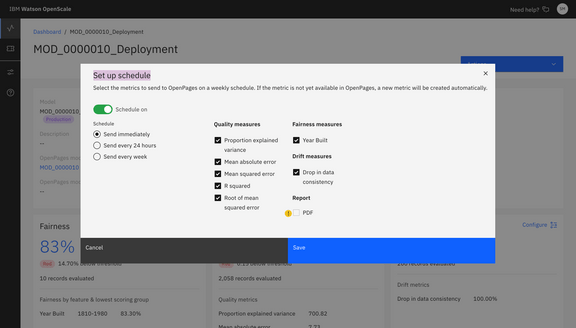 IBM Watson OpenScale
Need help?
Dashboard / MOD_0000010_Deployment
MOD_0000010_Deployment
Set up schedule
Select the metrics to send to OpenPages on a weekly schedule. If the metric is not yet available in OpenPages, a new metric will be created automatically.
Schedule on
Schedule
Send immediately
Send every 24 hours
Send every week
Quality measures
Proportion explained
variance
Mean absolute error
Mean squared error
R squared
Root of mean
squared error
Fairness measures
Year Built
Drift measures
Drop in data
consistency
Report
PDF
Cancel
Save
MOD_0000010
Production
Description
OpenPages
MOD_000010
Fairness
Configure
83%
14.70%
10 records evaluated
2,058 records evaluated
Fairness by feature & lowest scoring group
Year Built 1810-1980 83.30%
Quality metrics
Proportion explained variance 700.82
Mean absolute error 7.71
Drift metrics
Drop in data consistency 100.00%